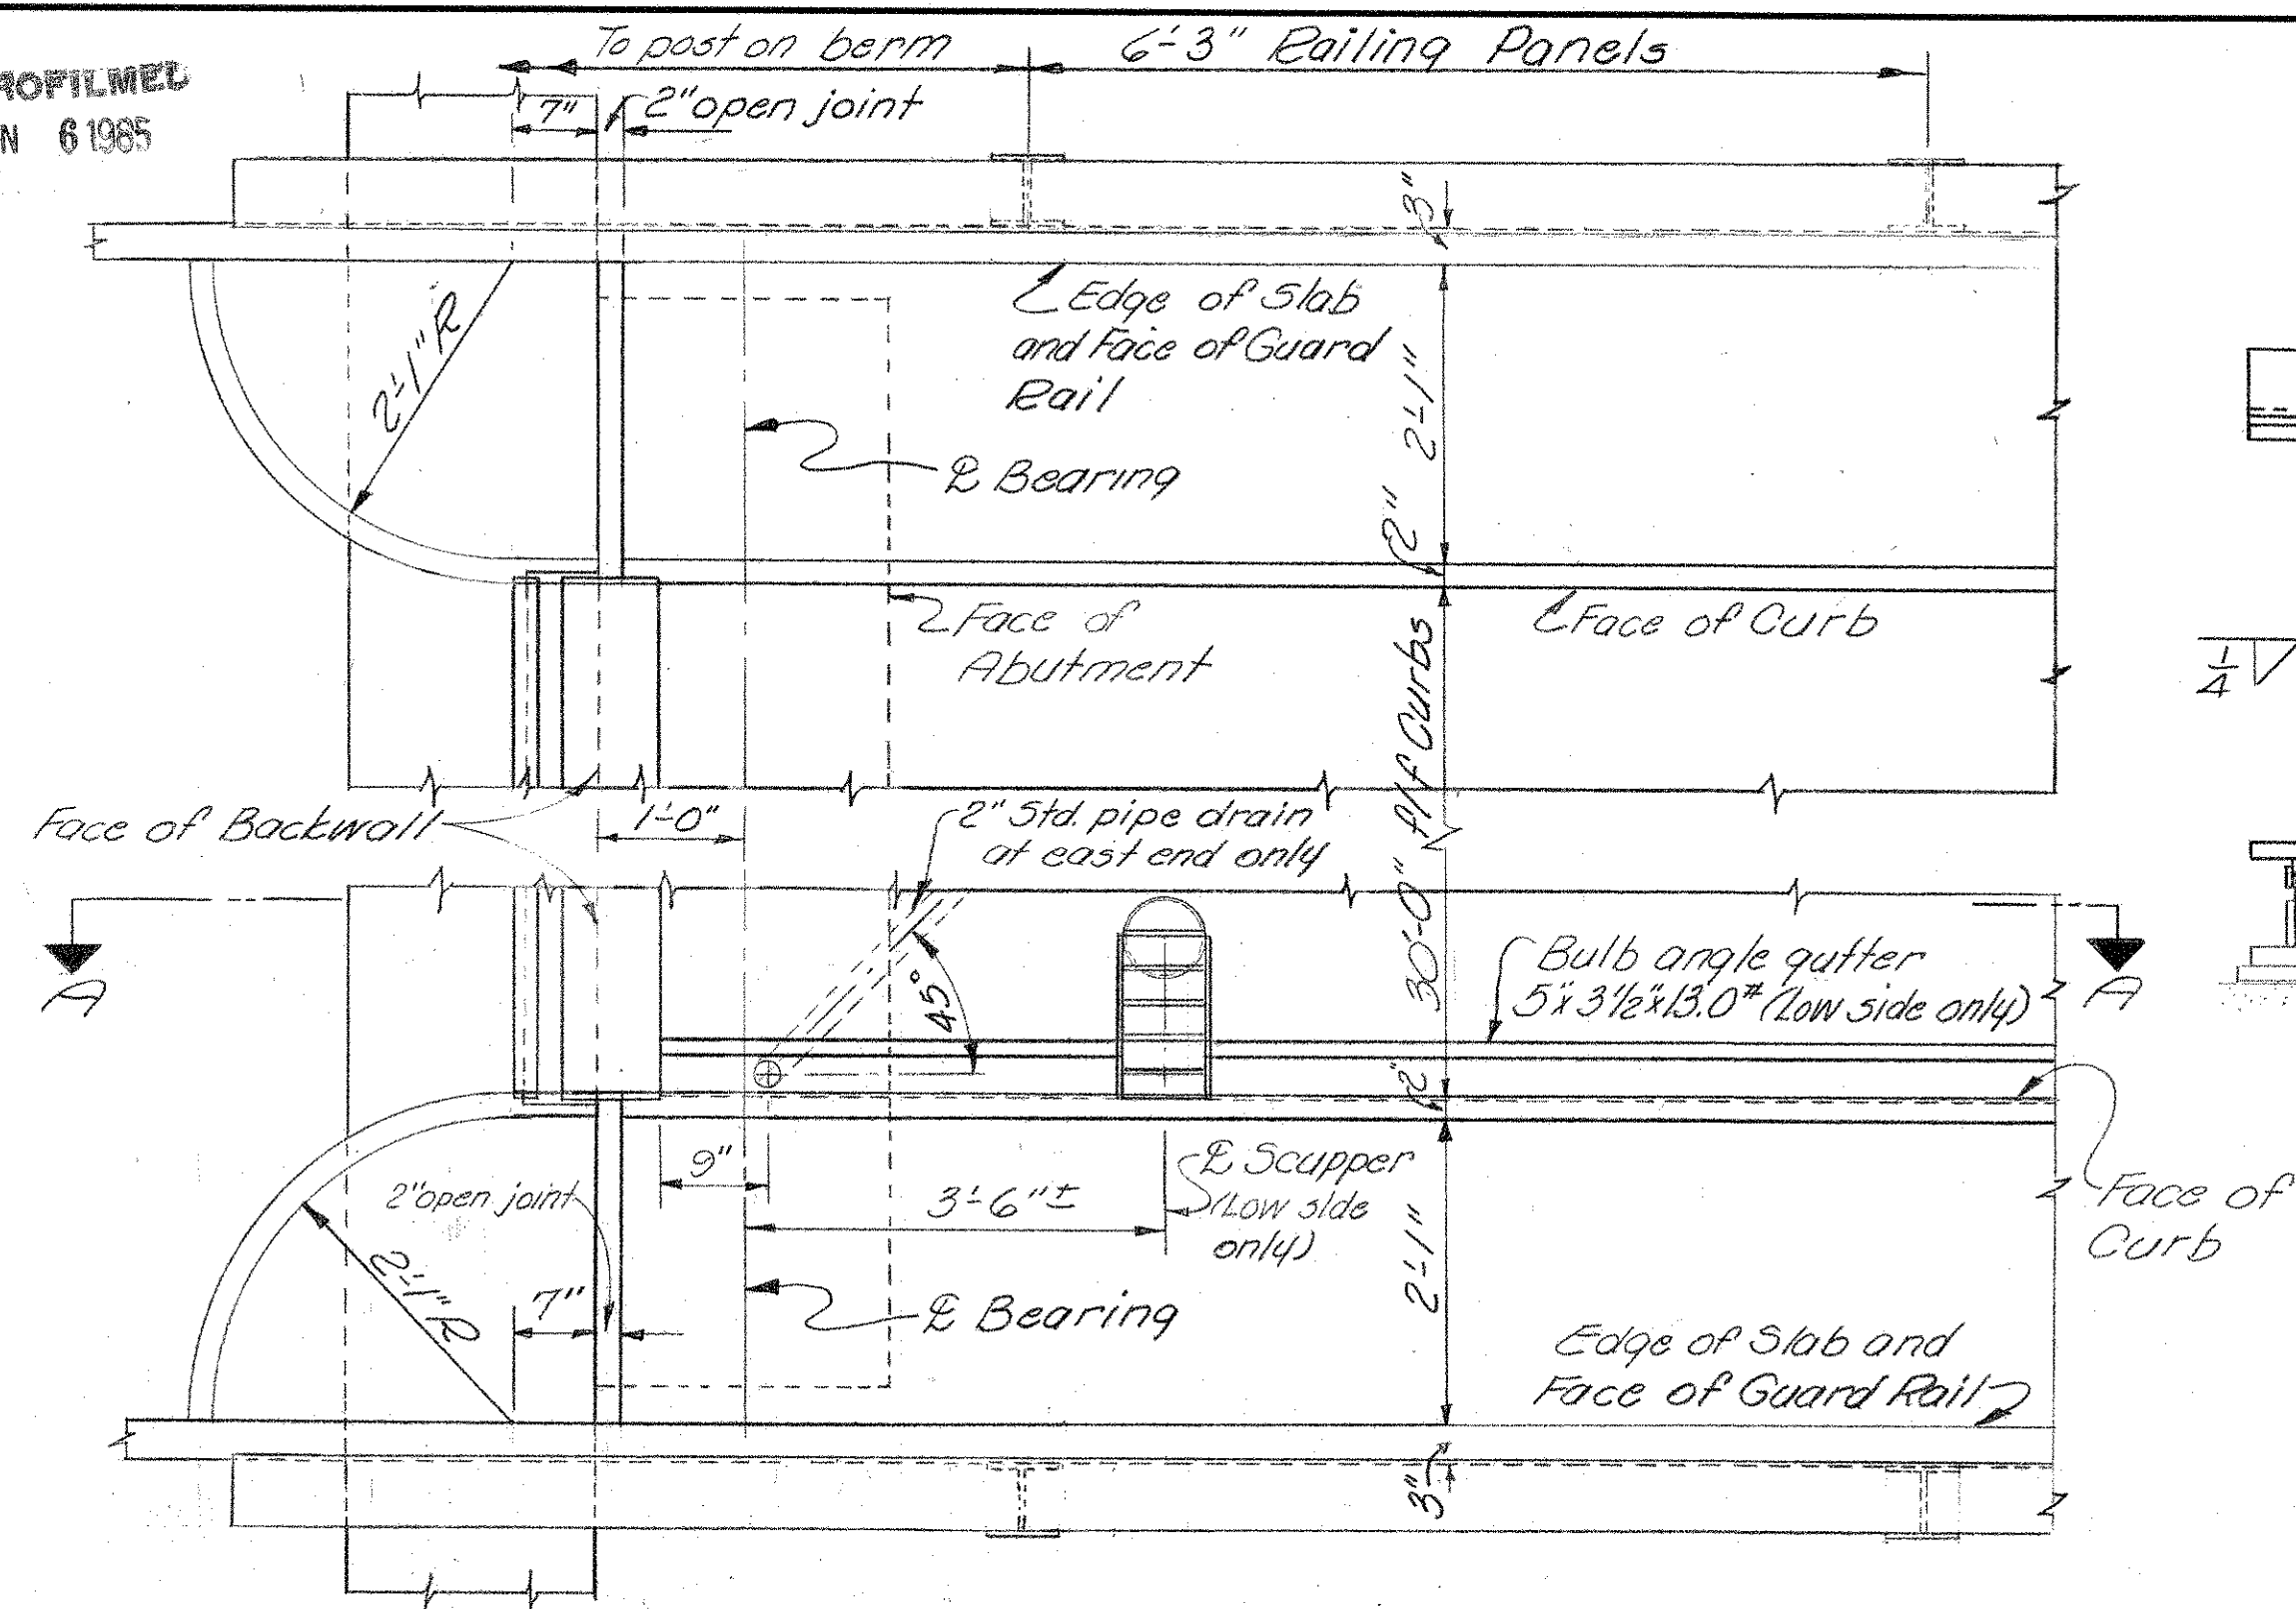 To post on berm
6'-3" Railing Panels
6 1985
7"
2" open joint
3"
2'-1" R
Edge of Slab
and Face of Guard
Rail
2'-1"
℄ Bearing
2"
Face of
Abutment
Face of Curb
f/f Curbs
1/4
Face of Backwall
1'-0"
2" Std. pipe drain
at east end only
30'-0"
45°
Bulb angle gutter
5"x 3½"x13.0# (Low side only)
A
A
2"
9"
℄ Scupper
(Low side
only)
2" open joint
3'-6"±
2'-1"
Face of
Curb
2'-1" R
7"
℄ Bearing
Edge of Slab and
Face of Guard Rail
3"